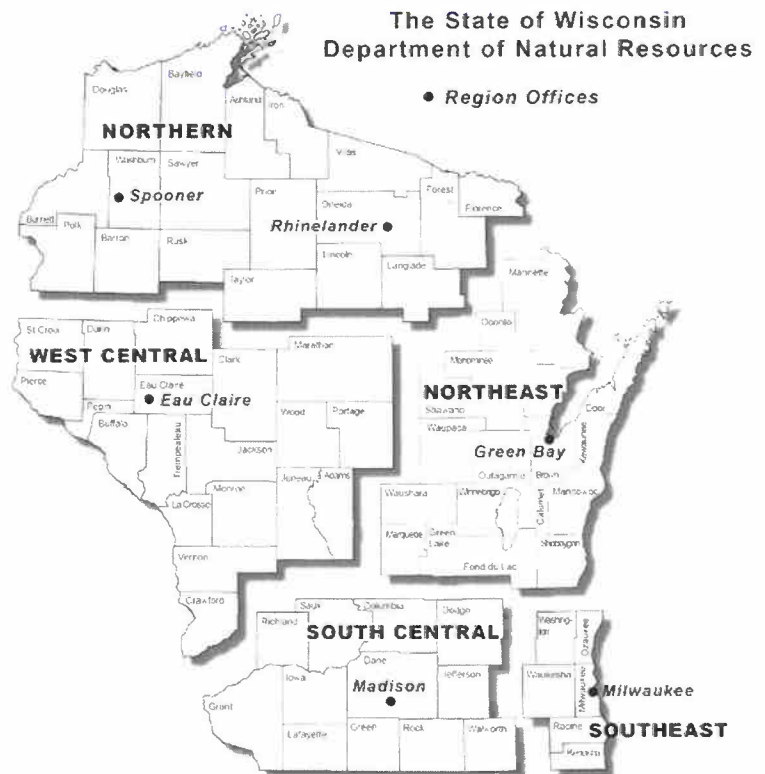 The State of Wisconsin
Department of Natural Resources
Region Offices
NORTHERN
Douglas
Bayfield
Ashland
Iron
Vilas
Washburn
Sawyer
Spooner
Burnett
Polk
Barron
Rusk
Price
Oneida
Rhinelander
Forest
Florence
Lincoln
Langlade
Taylor
WEST CENTRAL
St Croix
Dunn
Chippewa
Clark
Marathon
Pierce
Eau Claire
Eau Claire
Pepin
Buffalo
Trempealeau
Wood
Portage
Jackson
Juneau
Adams
Monroe
La Crosse
Vernon
Crawford
NORTHEAST
Marinette
Oconto
Menominee
Shawano
Waupaca
Door
Kewaunee
Green Bay
Outagamie
Brown
Waushara
Winnebago
Calumet
Manitowoc
Marquette
Green
Lake
Sheboygan
Fond du Lac
SOUTH CENTRAL
Richland
Sauk
Columbia
Dodge
Dane
Iowa
Madison
Jefferson
Grant
Lafayette
Green
Rock
Walworth
Washing-
ton
Ozaukee
Waukesha
Milwaukee
Milwaukee
SOUTHEAST
Racine
Kenosha